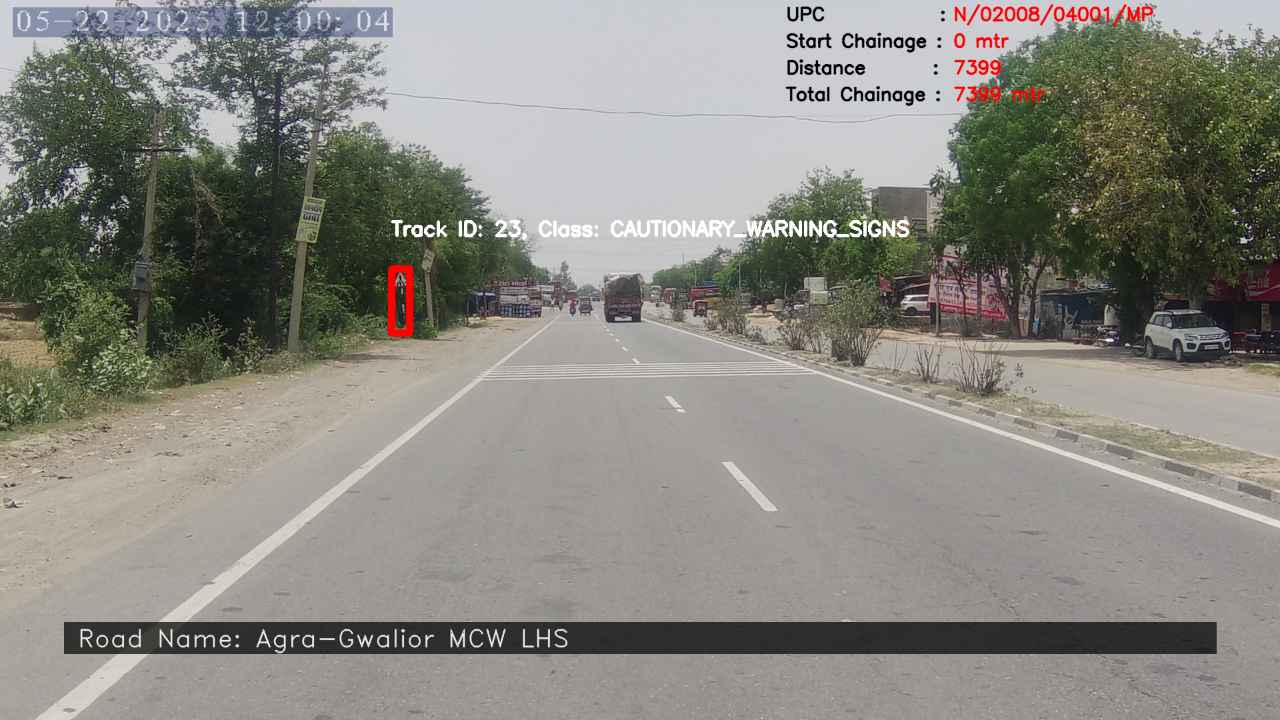 05-22-2025 12:00:04
UPC : N/02008/04001/MP
Start Chainage : 0 mtr
Distance : 7399
Total Chainage : 7399 mtr
Track ID: 23, Class: CAUTIONARY_WARNING_SIGNS
Road Name: Agra-Gwalior MCW LHS